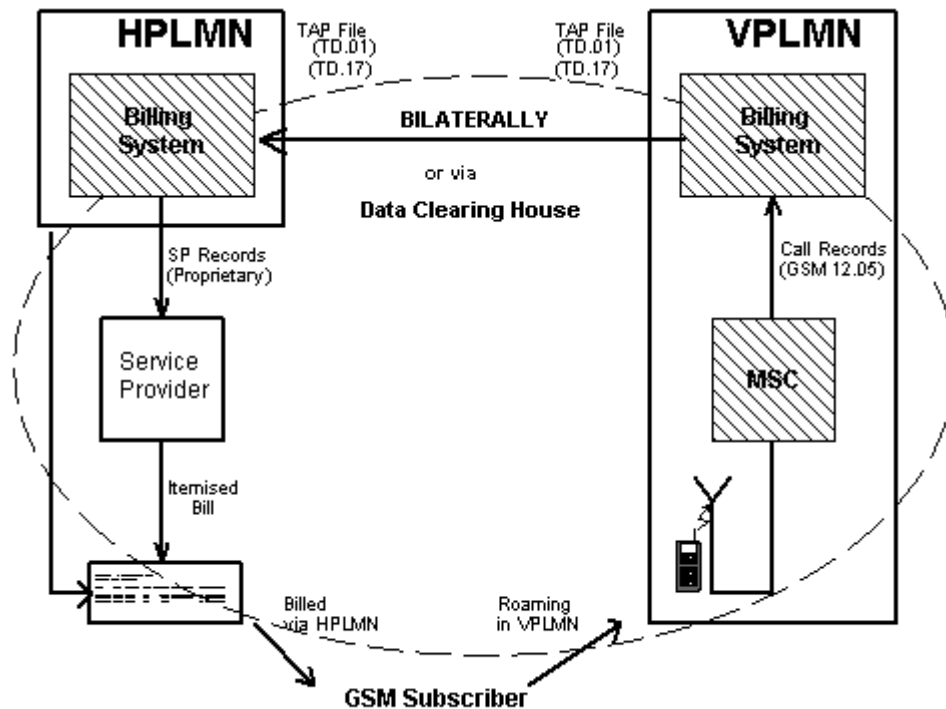 HPLMN
TAP File
(TD.01)
(TD.17)
TAP File
(TD.01)
(TD.17)
VPLMN
Billing
System
BILATERALLY
or via
Data Clearing House
Billing
System
SP Records
(Proprietary)
Call Records
(GSM 12.05)
Service
Provider
MSC
Itemised
Bill
Billed
via HPLMN
Roaming
in VPLMN
GSM Subscriber